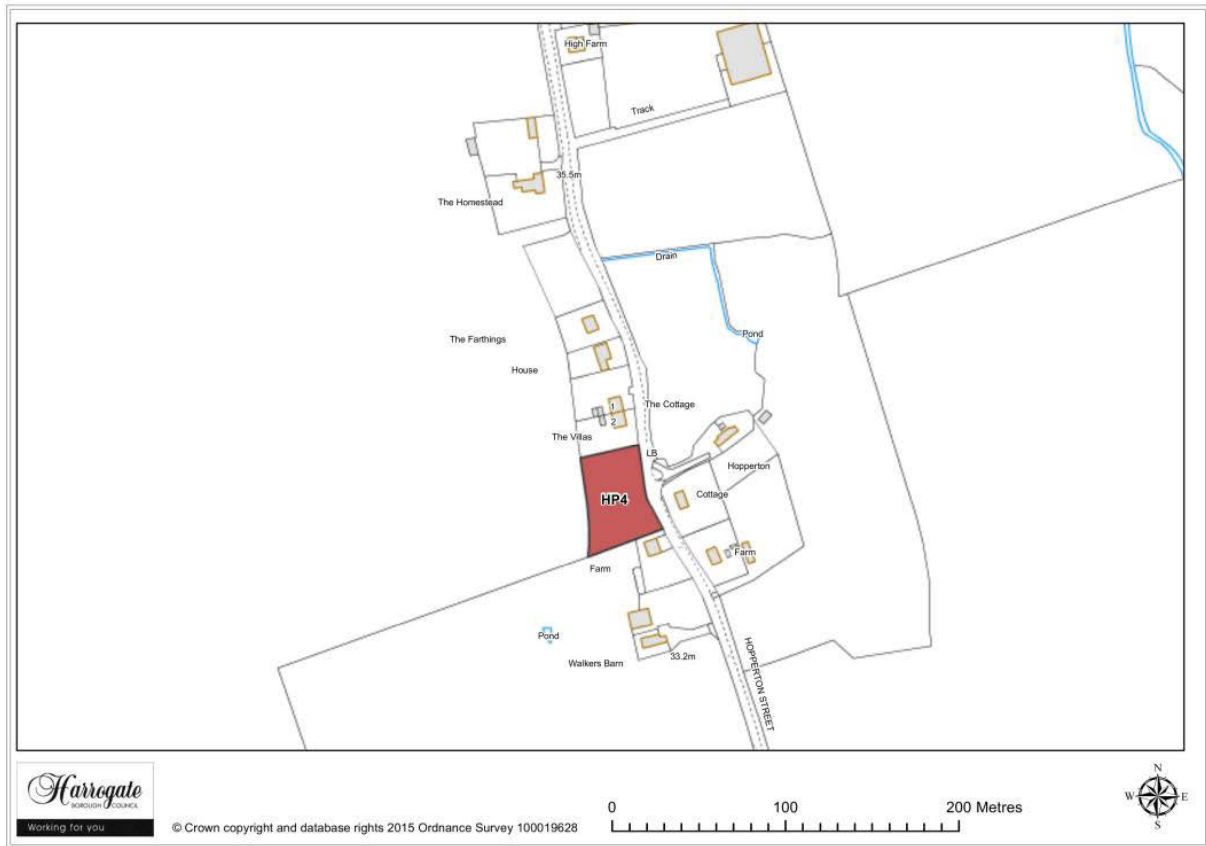 High Farm
Track
35.5m
The Homestead
Drain
Pond
The Farthings
House
The Cottage
1
2
The Villas
LB
Hopperton
HP4
Cottage
Farm
Farm
Pond
Walkers Barn
33.2m
HOPPERTON STREET
Harrogate
BOROUGH COUNCIL
Working for you
© Crown copyright and database rights 2015 Ordnance Survey 100019628
0 100 200 Metres
N
W E
S